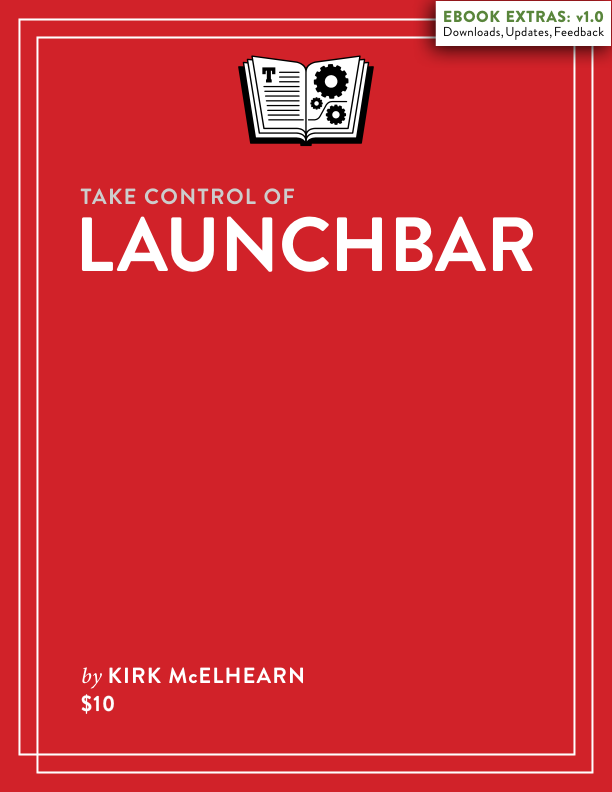 EBOOK EXTRAS: v1.0
Downloads, Updates, Feedback
T
TAKE CONTROL OF
LAUNCHBAR
by KIRK McELHEARN
$10